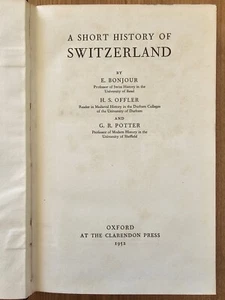 A SHORT HISTORY OF
SWITZERLAND
BY
E. BONJOUR
Professor of Swiss History in the
University of Basel
H. S. OFFLER
Reader in Medieval History in the Durham Colleges
of the University of Durham
AND
G. R. POTTER
Professor of Modern History in the
University of Sheffield
OXFORD
AT THE CLARENDON PRESS
1952